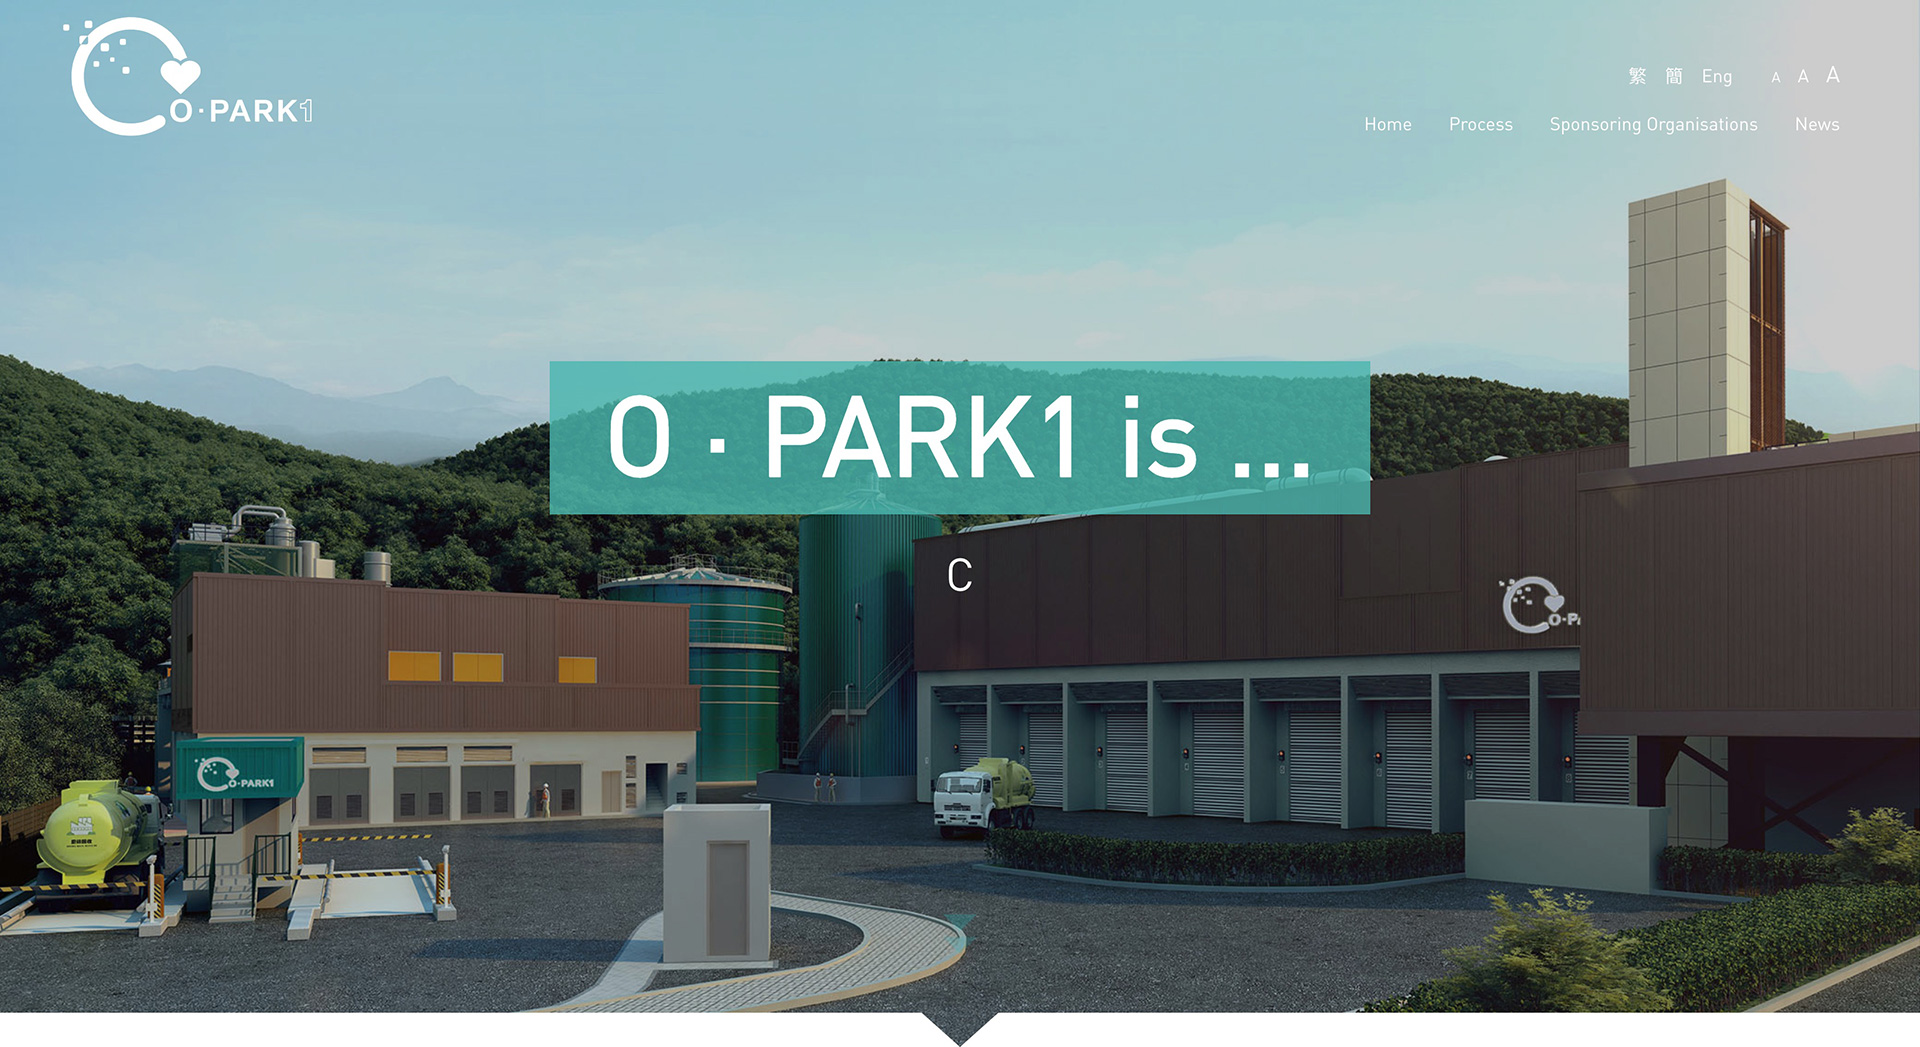 O·PARK1
繁 簡 Eng A A A
Home Process Sponsoring Organisations News
O · PARK1 is ...
C
O·P
O·PARK1